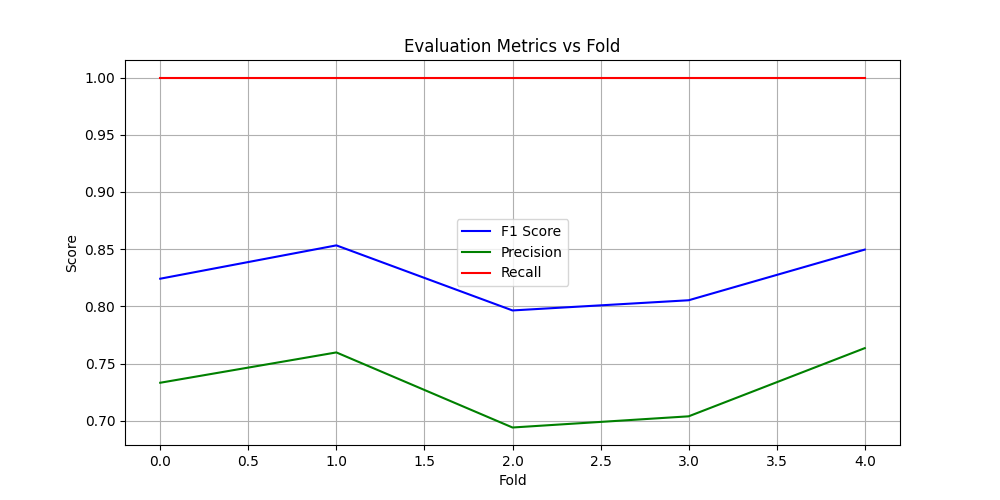 Evaluation Metrics vs Fold
Score
1.00
0.95
0.90
0.85
0.80
0.75
0.70
F1 Score
Precision
Recall
0.0 0.5 1.0 1.5 2.0 2.5 3.0 3.5 4.0
Fold